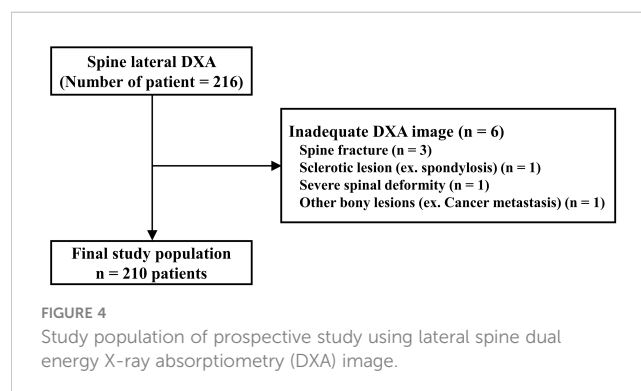 Spine lateral DXA
(Number of patient = 216)
Inadequate DXA image (n = 6)
Spine fracture (n = 3)
Sclerotic lesion (ex. spondylosis) (n = 1)
Severe spinal deformity (n = 1)
Other bony lesions (ex. Cancer metastasis) (n = 1)
Final study population
n = 210 patients
FIGURE 4
Study population of prospective study using lateral spine dual
energy X-ray absorptiometry (DXA) image.